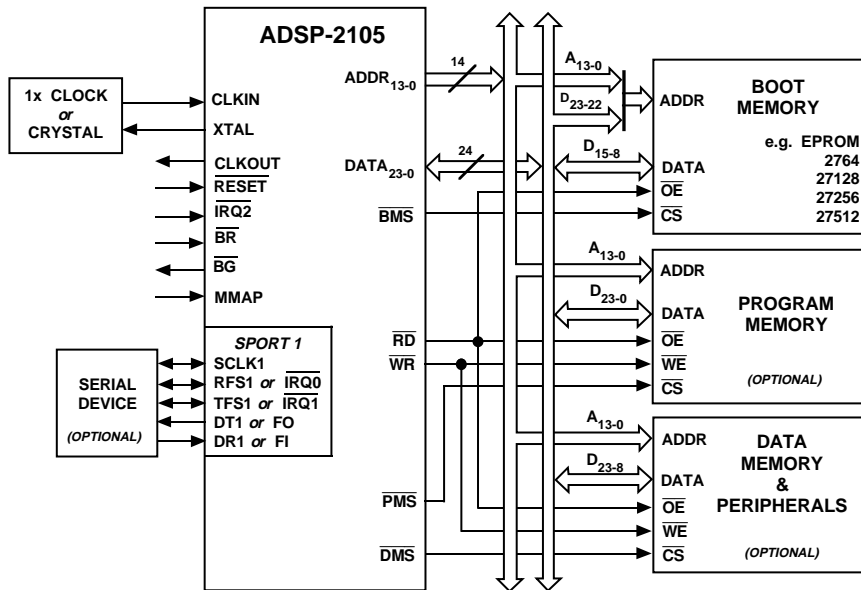 ADSP-2105
1x CLOCK
or
CRYSTAL
CLKIN
XTAL
CLKOUT
RESET
IRQ2
BR
BG
MMAP
SPORT 1
SCLK1
RFS1 or IRQ0
TFS1 or IRQ1
DT1 or FO
DR1 or FI
SERIAL
DEVICE
(OPTIONAL)
ADDR13-0
14
DATA23-0
24
BMS
RD
WR
PMS
DMS
A13-0
D23-22
D15-8
ADDR
DATA
OE
CS
BOOT
MEMORY
e.g. EPROM
2764
27128
27256
27512
A13-0
D23-0
ADDR
DATA
OE
WE
CS
PROGRAM
MEMORY
(OPTIONAL)
A13-0
D23-8
ADDR
DATA
OE
WE
CS
DATA
MEMORY
&
PERIPHERALS
(OPTIONAL)